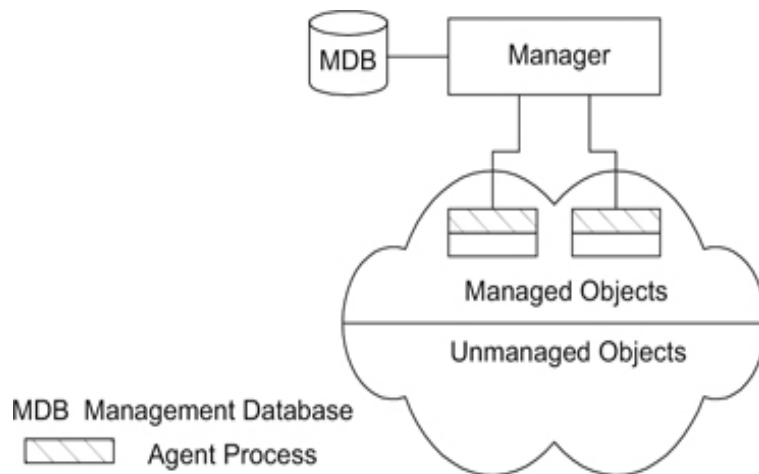 MDB
Manager
Managed Objects
Unmanaged Objects
MDB Management Database
Agent Process